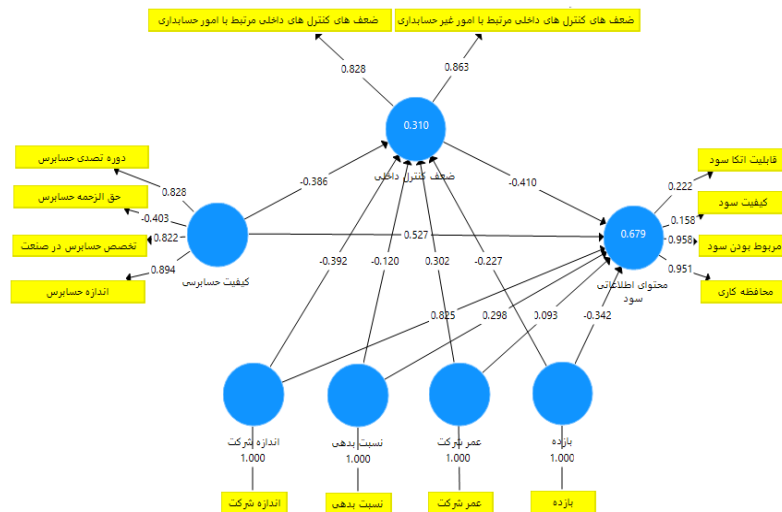 ضعف های کنترل های داخلی مرتبط با امور حسابداری
ضعف های کنترل های داخلی مرتبط با امور غیر حسابداری
0.828
0.863
0.310
ضعف کنترل داخلی
دوره تصدی حسابرس
حق الزحمه حسابرس
تخصص حسابرس در صنعت
اندازه حسابرس
0.828
-0.403
0.822
0.894
کیفیت حسابرسی
-0.386
-0.410
0.527
قابلیت اتکا سود
کیفیت سود
مربوط بودن سود
محافظه کاری
0.222
0.158
0.958
0.951
0.679
محتوای اطلاعاتی
سود
-0.392
-0.120
0.302
-0.227
0.825
0.298
0.093
-0.342
اندازه شرکت
نسبت بدهی
عمر شرکت
بازده
1.000
1.000
1.000
1.000
اندازه شرکت
نسبت بدهی
عمر شرکت
بازده